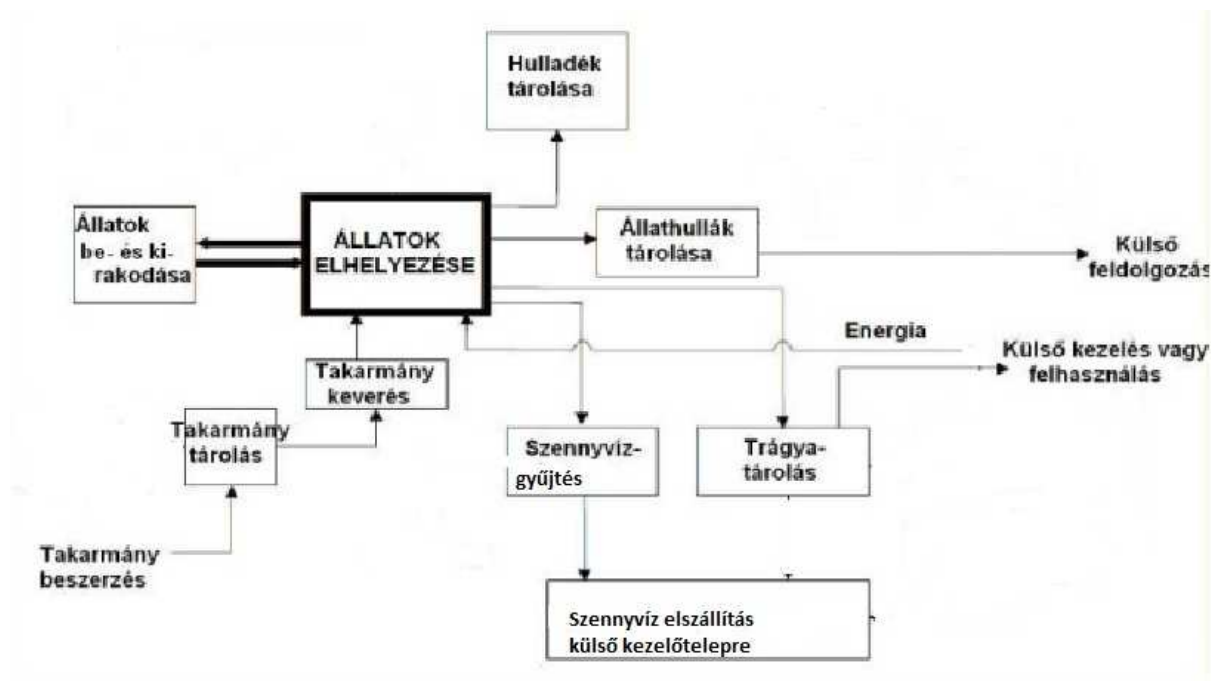 Hulladék
tárolása
Állatok
be- és ki-
rakodása
ÁLLATOK
ELHELYEZÉSE
Állathullák
tárolása
Külső
feldolgozás
Energia
Külső kezelés vagy
felhasználás
Takarmány
keverés
Takarmány
tárolás
Szennyvíz-
gyűjtés
Trágya-
tárolás
Takarmány
beszerzés
Szennyvíz elszállítás
külső kezelőtelepre